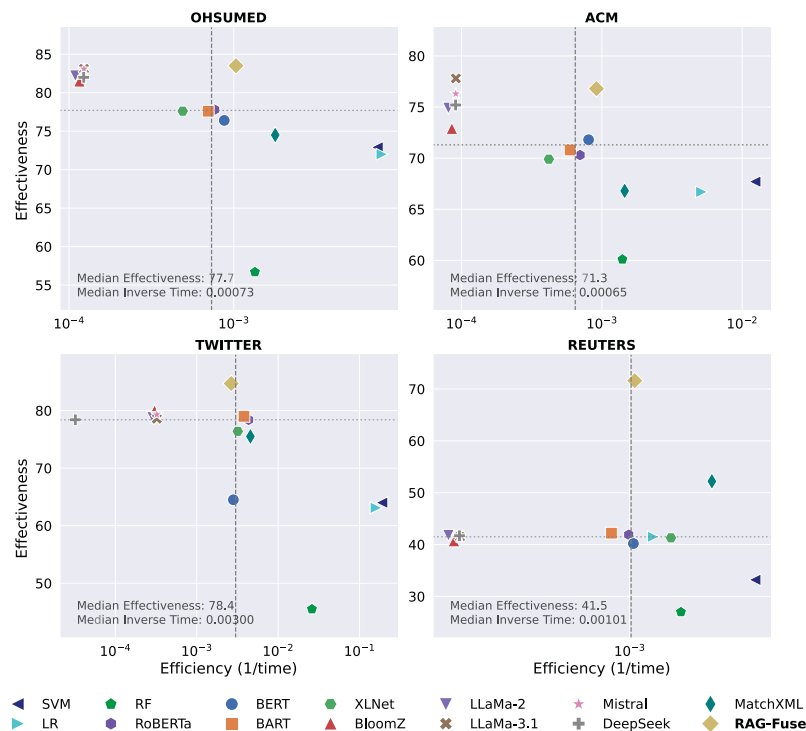 OHSUMED
ACM
85
80
75
70
65
60
55
Effectiveness
Median Effectiveness: 77.7
Median Inverse Time: 0.00073
10⁻⁴
10⁻³
80
75
70
65
60
Median Effectiveness: 71.3
Median Inverse Time: 0.00065
10⁻⁴
10⁻³
10⁻²
TWITTER
REUTERS
80
70
60
50
Effectiveness
Median Effectiveness: 78.4
Median Inverse Time: 0.00300
10⁻⁴
10⁻³
10⁻²
10⁻¹
Efficiency (1/time)
70
60
50
40
30
Median Effectiveness: 41.5
Median Inverse Time: 0.00101
10⁻³
Efficiency (1/time)
SVM RF BERT XLNet LLaMa-2 Mistral MatchXML
LR RoBERTa BART BloomZ LLaMa-3.1 DeepSeek RAG-Fuse